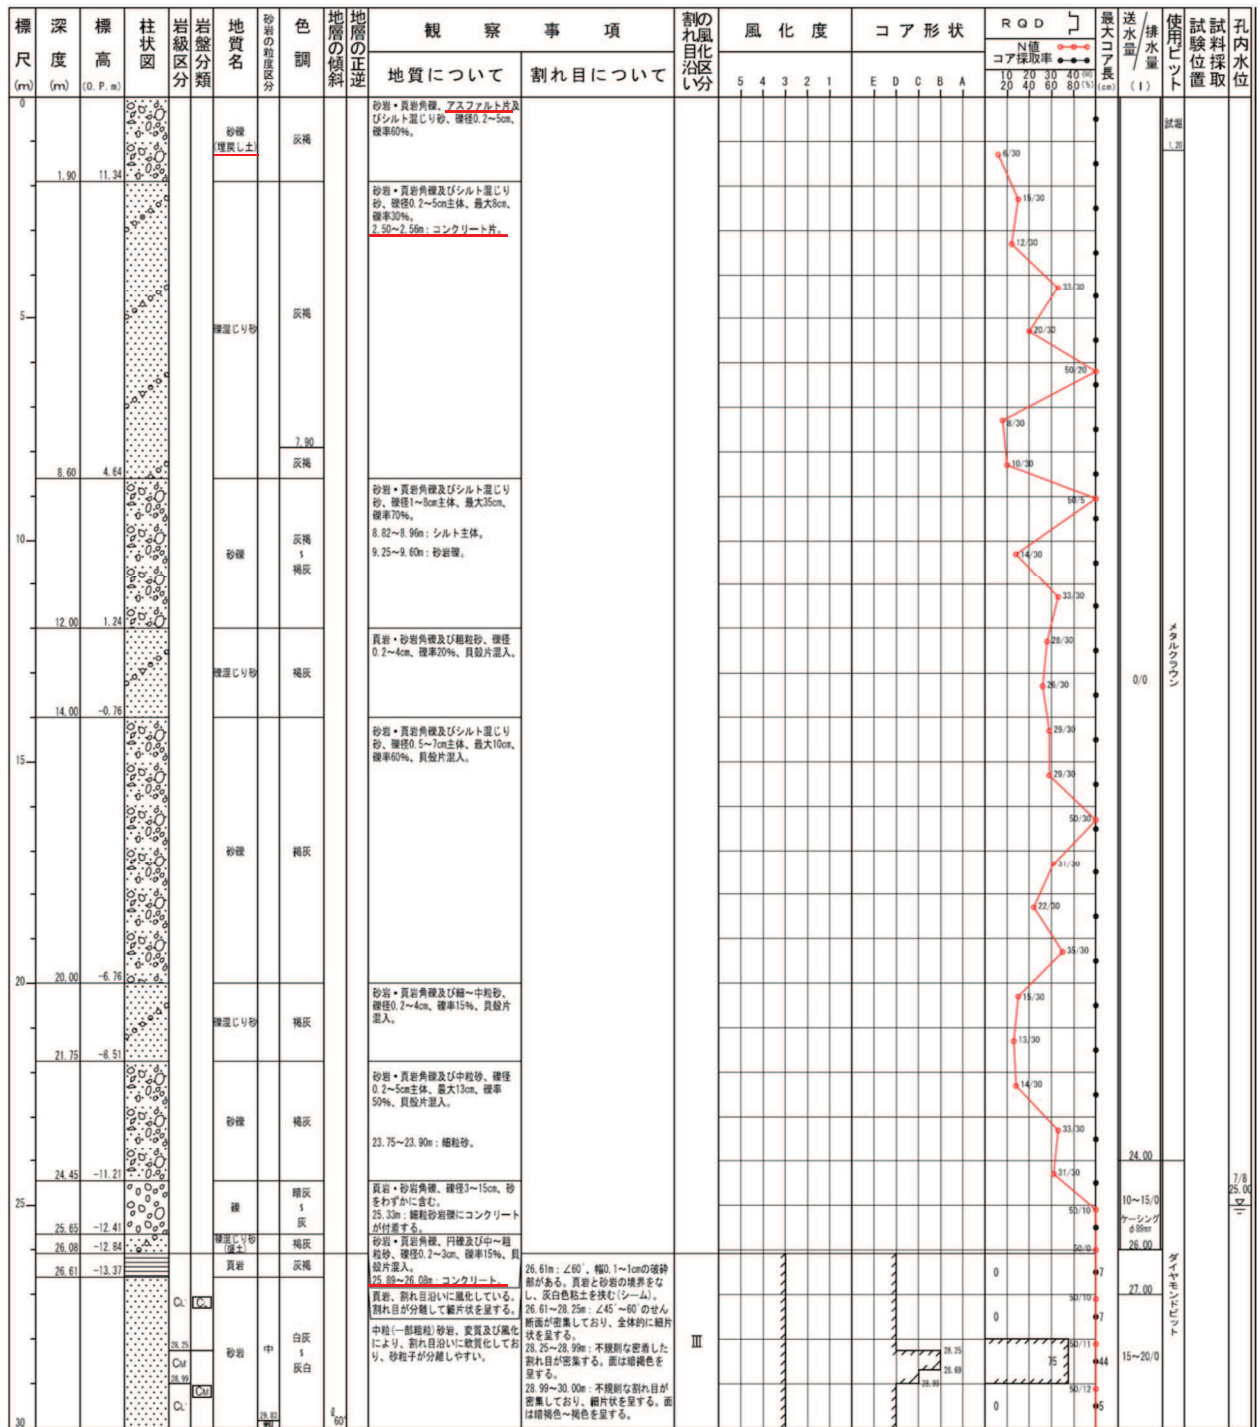 標尺(m)
深度(m)
標高(O.P.m)
柱状図
岩級区分
岩盤分類
地質名
砂岩の粒度区分
色調
地層の傾斜
地層の正逆
観察事項
地質について
割れ目について
割れ目沿いの風化区分
風化度
5 4 3 2 1
コア形状
E D C B A
RQD
N値
コア採取率
10 20 30 40 (回)
20 40 60 80 (%)
最大コア長(cm)
送水量/排水量(l)
使用ビット
試験位置
試料採取
孔内水位
0
砂礫
(埋戻し土)
灰褐
砂岩・頁岩角礫、アスファルト片及
びシルト混じり砂、礫径0.2~5cm、
礫率60%。
試掘
1.20
6/30
1.90 11.34
砂岩・頁岩角礫及びシルト混じり
砂、礫径0.2~5cm主体、最大8cm、
礫率30%。
2.50~2.56m:コンクリート片。
15/30
12/30
33/30
5
礫混じり砂
灰褐
20/30
50/20
8/30
7.90
灰褐
10/30
8.60 4.64
砂岩・頁岩角礫及びシルト混じり
砂、礫径1~8cm主体、最大35cm、
礫率70%。
8.82~8.96m:シルト主体。
9.25~9.60m:砂岩礫。
50/5
10
砂礫
灰褐
~
褐灰
14/30
33/30
12.00 1.24
頁岩・砂岩角礫及び粗粒砂、礫径
0.2~4cm、礫率20%、貝殻片混入。
28/30
礫混じり砂
褐灰
26/30
0/0
メタルクラウン
14.00 -0.76
砂岩・頁岩角礫及びシルト混じり
砂、礫径0.5~7cm主体、最大10cm、
礫率60%、貝殻片混入。
29/30
15
29/30
50/30
砂礫
褐灰
31/30
22/30
35/30
20
20.00 -6.76
砂岩・頁岩角礫及び細~中粒砂、
礫径0.2~4cm、礫率15%、貝殻片
混入。
15/30
礫混じり砂
褐灰
13/30
21.75 -8.51
砂岩・頁岩角礫及び中粒砂、礫径
0.2~5cm主体、最大13cm、礫率
50%、貝殻片混入。
14/30
砂礫
褐灰
23.75~23.90m:細粒砂。
33/30
24.00
31/30
24.45 -11.21
頁岩・砂岩角礫、礫径3~15cm、砂
をわずかに含む。
25.33m:細粒砂岩礫にコンクリート
が付着する。
25
礫
暗灰
~
灰
50/10
10~15/0
ケーシング
φ89mm
7/8
25.00
25.65 -12.41
礫混じり砂
(盛土)
褐灰
砂岩・頁岩角礫、円礫及び中~粗
粒砂、礫径0.2~3cm、礫率15%、貝
殻片混入。
25.89~26.08m:コンクリート。
50/0
26.00
26.08 -12.84
頁岩
灰褐
頁岩、割れ目沿いに風化している。
割れ目が分離して細片状を呈する。
26.61 -13.37
26.61m:∠60°、幅0.1~1cmの破砕
部がある。頁岩と砂岩の境界をな
し、灰白色粘土を挟む(シーム)。
26.61~28.25m:∠45°~60°のせん
断面が密集しており、全体的に細片
状を呈する。
28.25~28.99m:不規則な密着した
割れ目が密集する。面は暗褐色を
呈する。
28.99~30.00m:不規則な割れ目が
密集しており、細片状を呈する。面
は暗褐色~褐色を呈する。
中粒(一部粗粒)砂岩、変質及び風化
により、割れ目沿いに軟質化してお
り、砂粒子が分離しやすい。
CL'
CL
砂岩
中
白灰
~
灰白
III
0
7
50/10
27.00
ダイヤモンドビット
0
7
28.25
CM
28.99
CM
CL'
28.25
28.69
28.99
75
50/11
44
15~20/0
50/12
0
5
29.83
60°
30